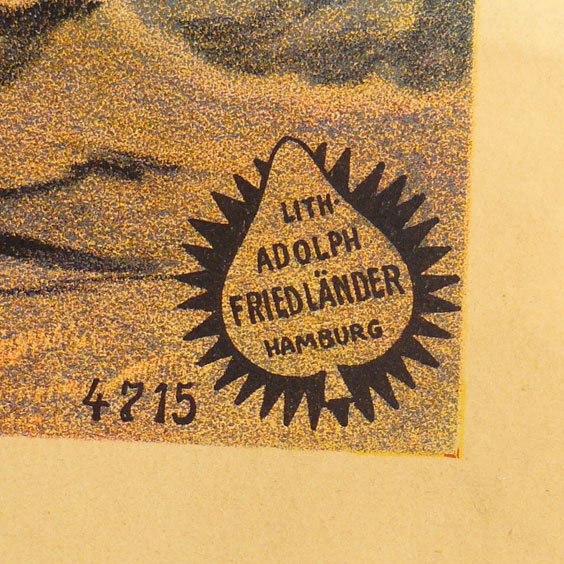 LITH.
ADOLPH
FRIEDLÄNDER
HAMBURG
4715